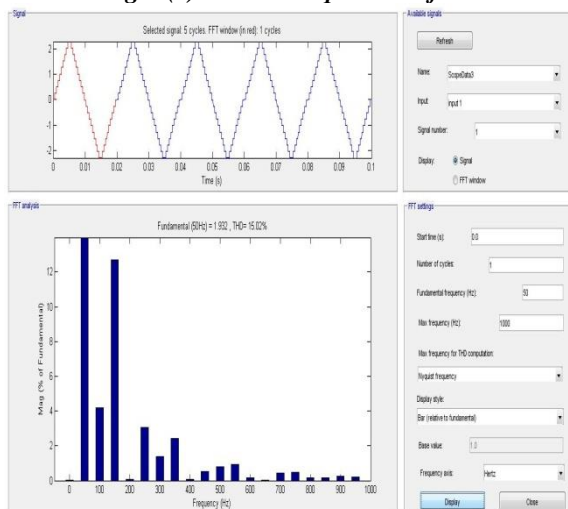 Signal
Selected signal: 5 cycles. FFT window (in red): 1 cycles
2
1
0
-1
-2
0
0.01
0.02
0.03
0.04
0.05
0.06
0.07
0.08
0.09
0.1
Time (s)
Available signals
Refresh
Name:
ScopeData3
Input:
input 1
Signal number:
1
Display:
Signal
FFT window
FFT analysis
Fundamental (50Hz) = 1.932 , THD= 15.02%
Mag (% of Fundamental)
12
10
8
6
4
2
0
0
100
200
300
400
500
600
700
800
900
1000
Frequency (Hz)
FFT settings
Start time (s):
0.0
Number of cycles:
1
Fundamental frequency (Hz):
50
Max frequency (Hz):
1000
Max frequency for THD computation:
Nyquist frequency
Display style:
Bar (relative to fundamental)
Base value:
1.0
Frequency axis:
Hertz
Display
Close